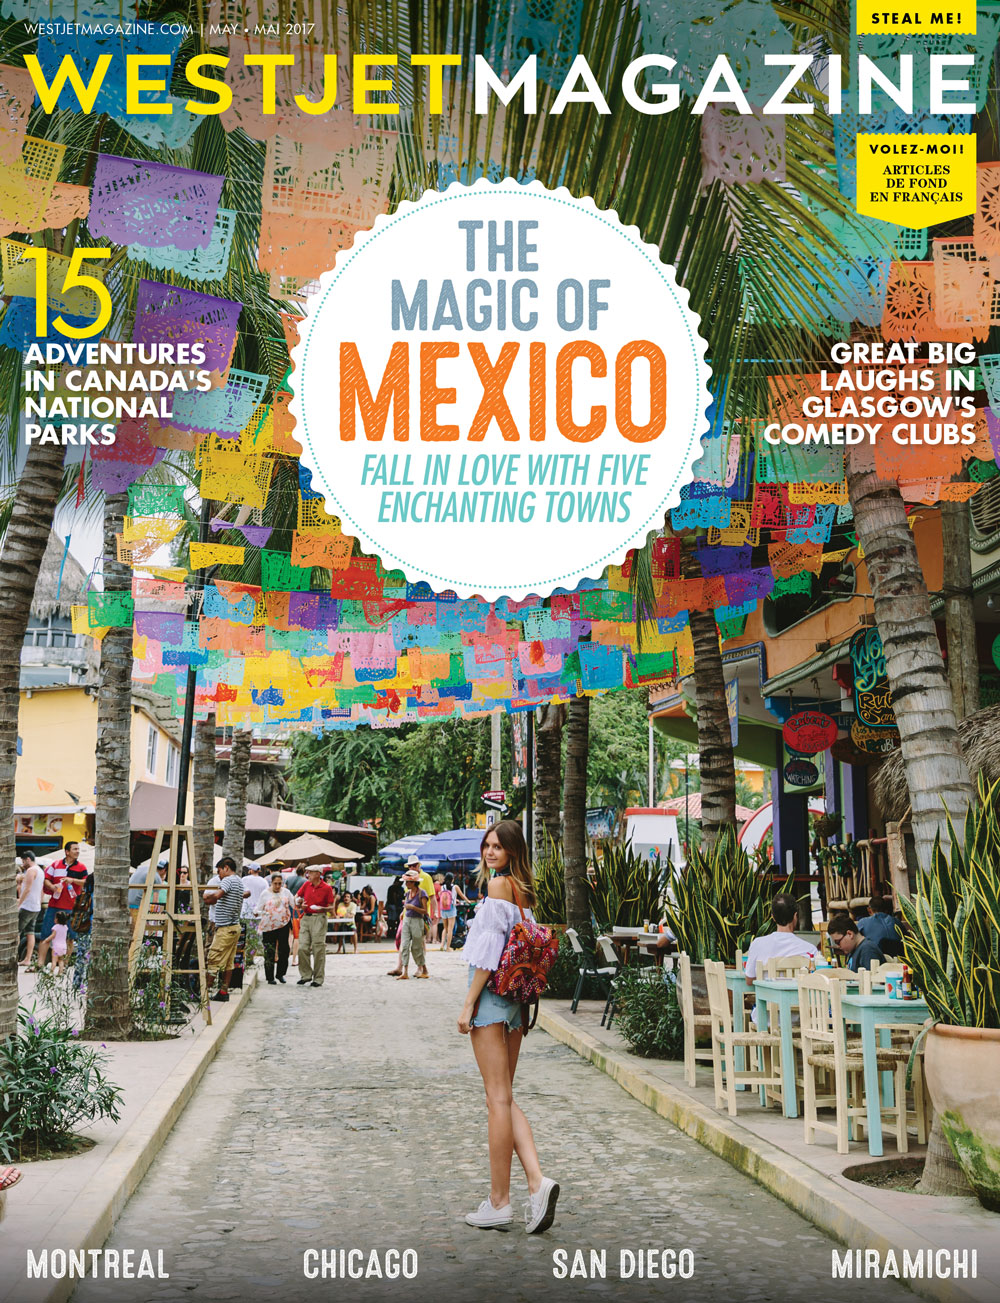 WESTJETMAGAZINE.COM | MAY • MAI 2017
STEAL ME!
WESTJETMAGAZINE
VOLEZ-MOI!
ARTICLES
DE FOND
EN FRANÇAIS
THE
MAGIC OF
MEXICO
FALL IN LOVE WITH FIVE
ENCHANTING TOWNS
15
ADVENTURES
IN CANADA'S
NATIONAL
PARKS
GREAT BIG
LAUGHS IN
GLASGOW'S
COMEDY CLUBS
WATCHING
MONTREAL
CHICAGO
SAN DIEGO
MIRAMICHI